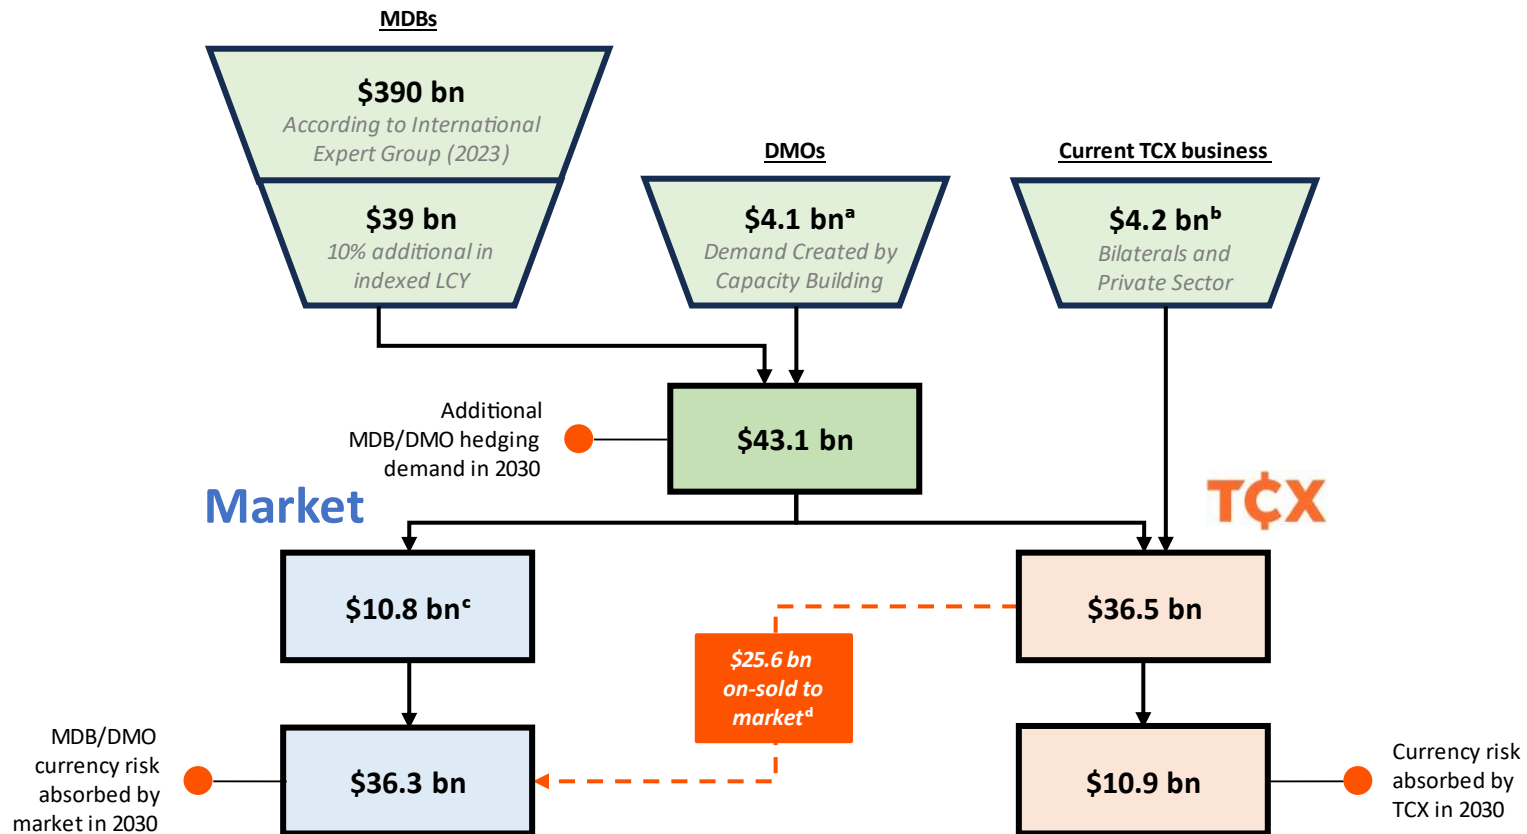 MDBs
$390 bn
According to International
Expert Group (2023)
$39 bn
10% additional in
indexed LCY
DMOs
$4.1 bnᵃ
Demand Created by
Capacity Building
Current TCX business
$4.2 bnᵇ
Bilaterals and
Private Sector
Additional
MDB/DMO hedging
demand in 2030
$43.1 bn
Market
T¢X
$10.8 bnᶜ
$36.5 bn
$25.6 bn
on-sold to
marketᵈ
MDB/DMO
currency risk
absorbed by
market in 2030
$36.3 bn
$10.9 bn
Currency risk
absorbed by
TCX in 2030